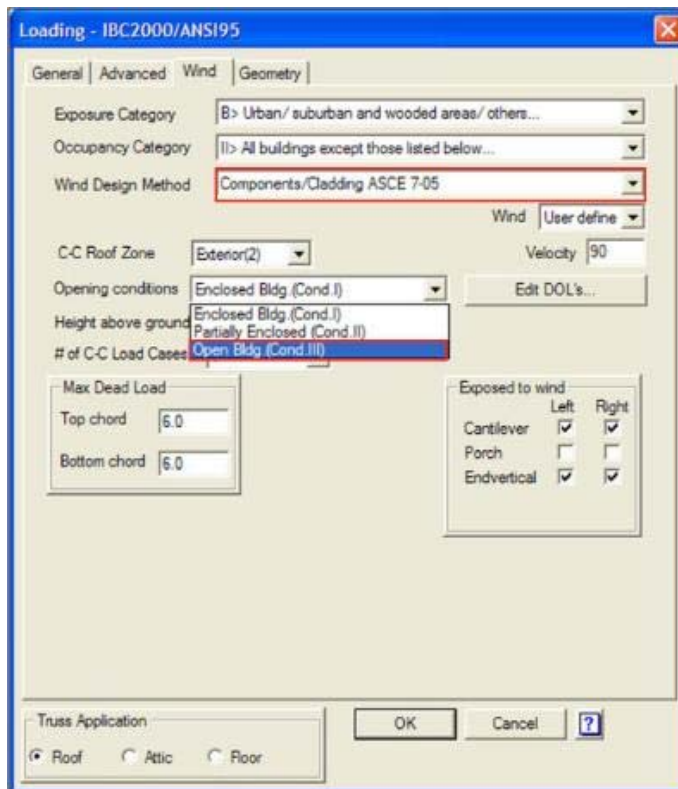 Loading - IBC2000/ANSI95
General Advanced Wind Geometry
Exposure Category B> Urban/ suburban and wooded areas/ others...
Occupancy Category II> All buildings except those listed below...
Wind Design Method Components/Cladding ASCE 7-05
Wind User define
C-C Roof Zone Exterior(2) Velocity 90
Opening conditions Enclosed Bldg.(Cond.I) Edit DOL's...
Enclosed Bldg.(Cond.I)
Height above ground Partially Enclosed (Cond.II)
# of C-C Load Cases Open Bldg.(Cond.III)
Max Dead Load
Top chord 6.0
Bottom chord 6.0
Exposed to wind
Left Right
Cantilever
Porch
Endvertical
Truss Application
Roof Attic Floor
OK Cancel ?